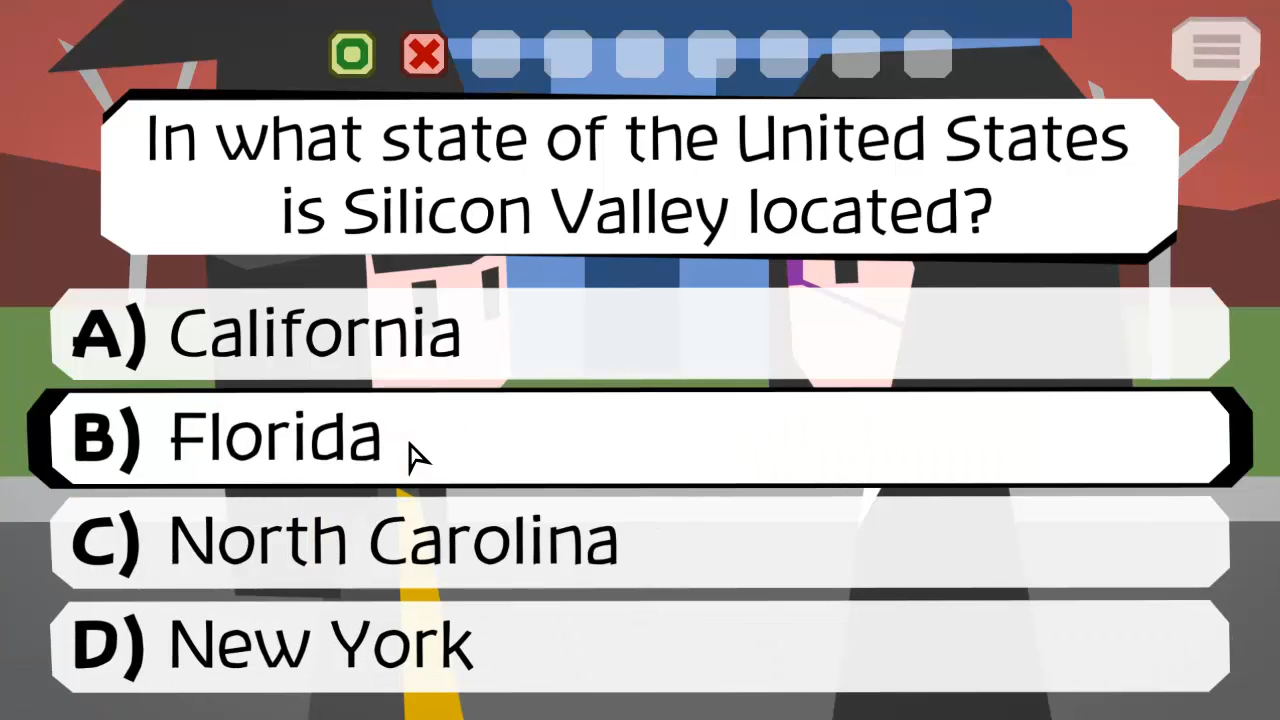 In what state of the United States
is Silicon Valley located?
A) California
B) Florida
C) North Carolina
D) New York